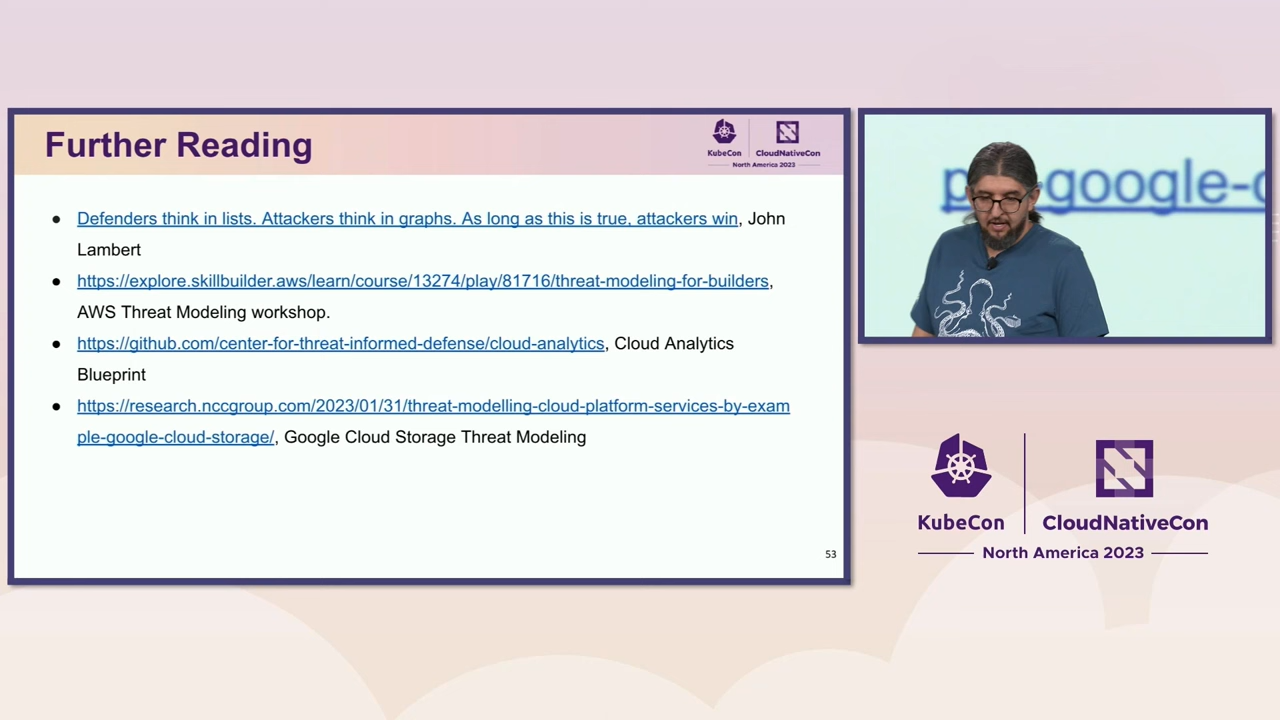 Further Reading
KubeCon
CloudNativeCon
North America 2023
● Defenders think in lists. Attackers think in graphs. As long as this is true, attackers win, John
Lambert
● https://explore.skillbuilder.aws/learn/course/13274/play/81716/threat-modeling-for-builders,
AWS Threat Modeling workshop.
● https://github.com/center-for-threat-informed-defense/cloud-analytics, Cloud Analytics
Blueprint
● https://research.nccgroup.com/2023/01/31/threat-modelling-cloud-platform-services-by-exam
ple-google-cloud-storage/, Google Cloud Storage Threat Modeling
53
google-c
KubeCon
CloudNativeCon
North America 2023